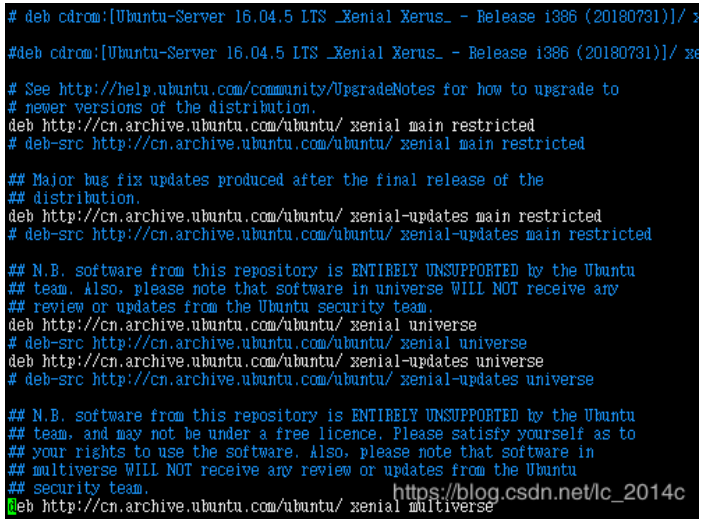 # deb cdrom:[Ubuntu-Server 16.04.5 LTS _Xenial Xerus_ - Release i386 (20180731)]/ x
#deb cdrom:[Ubuntu-Server 16.04.5 LTS _Xenial Xerus_ - Release i386 (20180731)]/ xe
# See http://help.ubuntu.com/community/UpgradeNotes for how to upgrade to
# newer versions of the distribution.
deb http://cn.archive.ubuntu.com/ubuntu/ xenial main restricted
# deb-src http://cn.archive.ubuntu.com/ubuntu/ xenial main restricted
## Major bug fix updates produced after the final release of the
## distribution.
deb http://cn.archive.ubuntu.com/ubuntu/ xenial-updates main restricted
# deb-src http://cn.archive.ubuntu.com/ubuntu/ xenial-updates main restricted
## N.B. software from this repository is ENTIRELY UNSUPPORTED by the Ubuntu
## team. Also, please note that software in universe WILL NOT receive any
## review or updates from the Ubuntu security team.
deb http://cn.archive.ubuntu.com/ubuntu/ xenial universe
# deb-src http://cn.archive.ubuntu.com/ubuntu/ xenial universe
deb http://cn.archive.ubuntu.com/ubuntu/ xenial-updates universe
# deb-src http://cn.archive.ubuntu.com/ubuntu/ xenial-updates universe
## N.B. software from this repository is ENTIRELY UNSUPPORTED by the Ubuntu
## team, and may not be under a free licence. Please satisfy yourself as to
## your rights to use the software. Also, please note that software in
## multiverse WILL NOT receive any review or updates from the Ubuntu
## security team.
https://blog.csdn.net/lc_2014c
deb http://cn.archive.ubuntu.com/ubuntu/ xenial multiverse